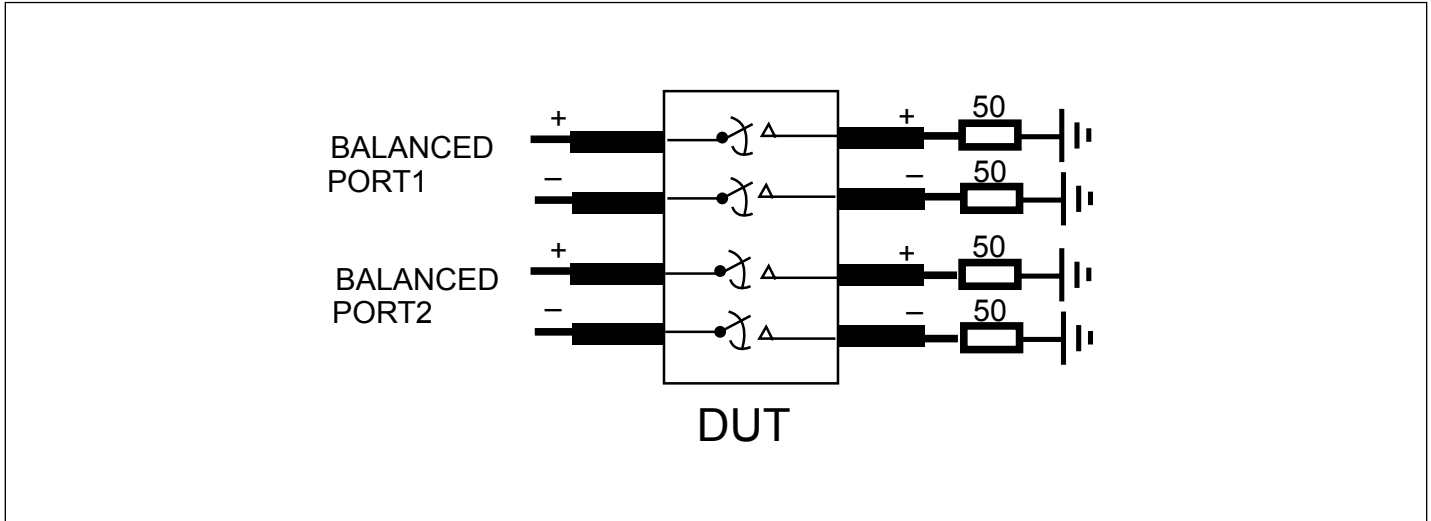 + + 50
BALANCED
PORT1
– – 50
+ + 50
BALANCED
PORT2
– – 50
DUT